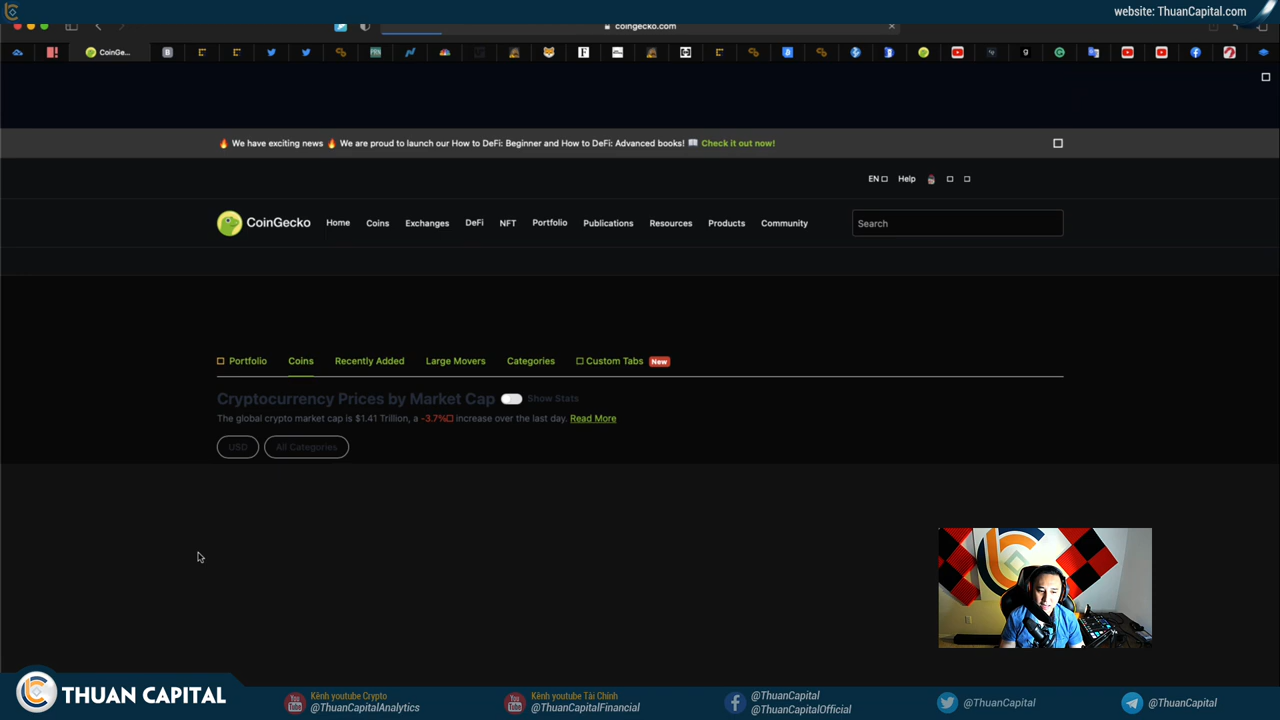 website: ThuanCapital.com
coingecko.com
CoinGe...
We have exciting news 🔥 We are proud to launch our How to DeFi: Beginner and How to DeFi: Advanced books! 📖 Check it out now!
EN Help
CoinGecko Home Coins Exchanges DeFi NFT Portfolio Publications Resources Products Community Search
Portfolio Coins Recently Added Large Movers Categories Custom Tabs New
Cryptocurrency Prices by Market Cap Show Stats
The global crypto market cap is $1.41 Trillion, a -3.7% increase over the last day. Read More
USD All Categories
THUAN CAPITAL
Kênh youtube Crypto
@ThuanCapitalAnalytics
Kênh youtube Tài Chính
@ThuanCapitalFinancial
@ThuanCapital
@ThuanCapitalOfficial
@ThuanCapital
@ThuanCapital